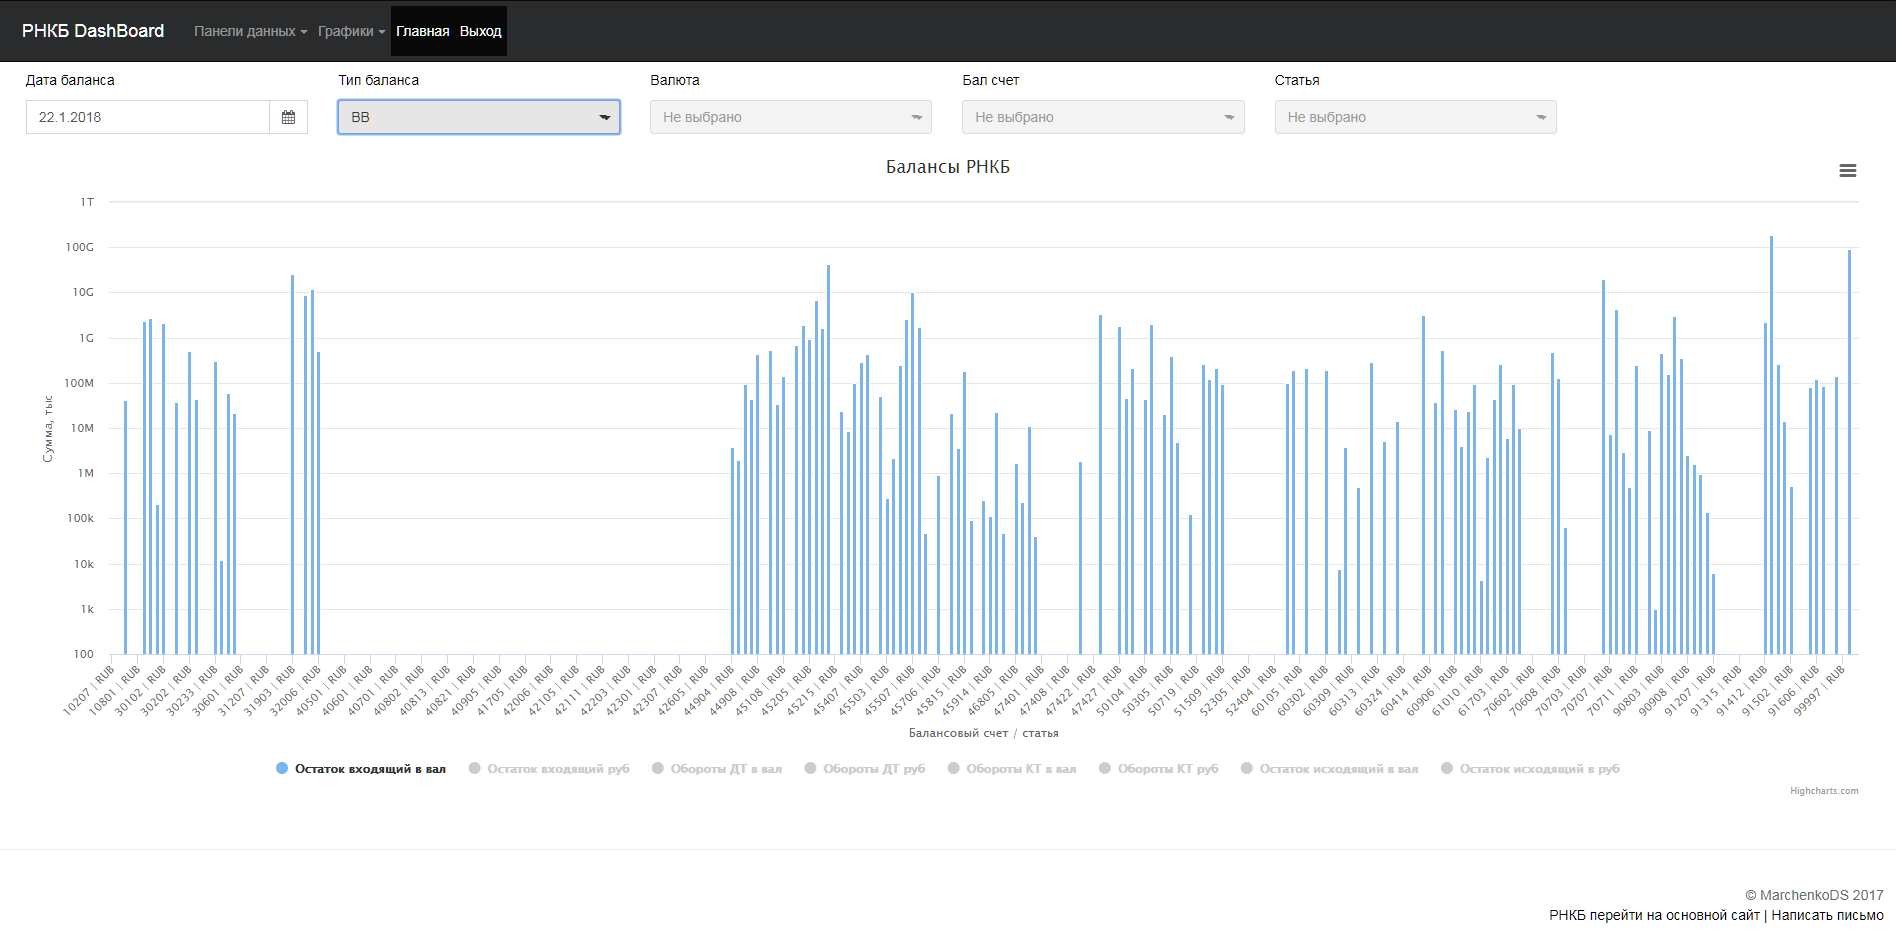 РНКБ DashBoard Панели данных Графики Главная Выход
Дата баланса Тип баланса Валюта Бал счет Статья
22.1.2018 BB Не выбрано Не выбрано Не выбрано
Балансы РНКБ
1T
100G
10G
1G
100M
10M
1M
100k
10k
1k
100
Сумма, тыс
10207 | RUB
10801 | RUB
30102 | RUB
30202 | RUB
30233 | RUB
30601 | RUB
31207 | RUB
31903 | RUB
32006 | RUB
40501 | RUB
40601 | RUB
40701 | RUB
40802 | RUB
40813 | RUB
40821 | RUB
40905 | RUB
41705 | RUB
42006 | RUB
42105 | RUB
42111 | RUB
42203 | RUB
42301 | RUB
42307 | RUB
42605 | RUB
44904 | RUB
44908 | RUB
45108 | RUB
45205 | RUB
45215 | RUB
45407 | RUB
45503 | RUB
45507 | RUB
45706 | RUB
45815 | RUB
45914 | RUB
46805 | RUB
47401 | RUB
47408 | RUB
47422 | RUB
47427 | RUB
50104 | RUB
50305 | RUB
50719 | RUB
51509 | RUB
52305 | RUB
52404 | RUB
60105 | RUB
60302 | RUB
60309 | RUB
60313 | RUB
60324 | RUB
60414 | RUB
60906 | RUB
61010 | RUB
61703 | RUB
70602 | RUB
70608 | RUB
70703 | RUB
70707 | RUB
70711 | RUB
90803 | RUB
90908 | RUB
91207 | RUB
91315 | RUB
91412 | RUB
91502 | RUB
91606 | RUB
99997 | RUB
Балансовый счет / статья
Остаток входящий в вал Остаток входящий руб Обороты ДТ в вал Обороты ДТ руб Обороты КТ в вал Обороты КТ руб Остаток исходящий в вал Остаток исходящий в руб
Highcharts.com
© MarchenkoDS 2017
РНКБ перейти на основной сайт | Написать письмо